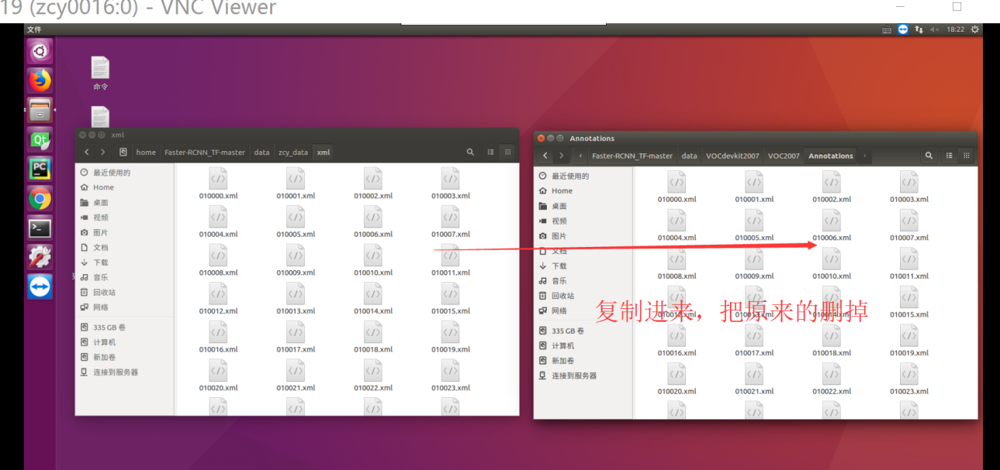 19 (zcy0016:0) - VNC Viewer
文件
18:22
命令
xml
home Faster-RCNN_TF-master data zcy_data xml
最近使用的
Home
桌面
视频
图片
文档
下载
音乐
回收站
网络
335 GB 卷
计算机
新加卷
连接到服务器
010000.xml 010001.xml 010002.xml 010003.xml
010004.xml 010005.xml 010006.xml 010007.xml
010008.xml 010009.xml 010010.xml 010011.xml
010012.xml 010013.xml 010014.xml 010015.xml
010016.xml 010017.xml 010018.xml 010019.xml
010020.xml 010021.xml 010022.xml 010023.xml
Annotations
Faster-RCNN_TF-master data VOCdevkit2007 VOC2007 Annotations
最近使用的
Home
桌面
视频
图片
文档
下载
音乐
回收站
网络
335 GB 卷
计算机
新加卷
连接到服务器
010000.xml 010001.xml 010002.xml 010003.xml
010004.xml 010005.xml 010006.xml 010007.xml
010008.xml 010009.xml 010010.xml 010011.xml
复制进来，把原来的删掉
010012.xml 010013.xml 010014.xml 010015.xml
010016.xml 010017.xml 010018.xml 010019.xml
010020.xml 010021.xml 010022.xml 010023.xml